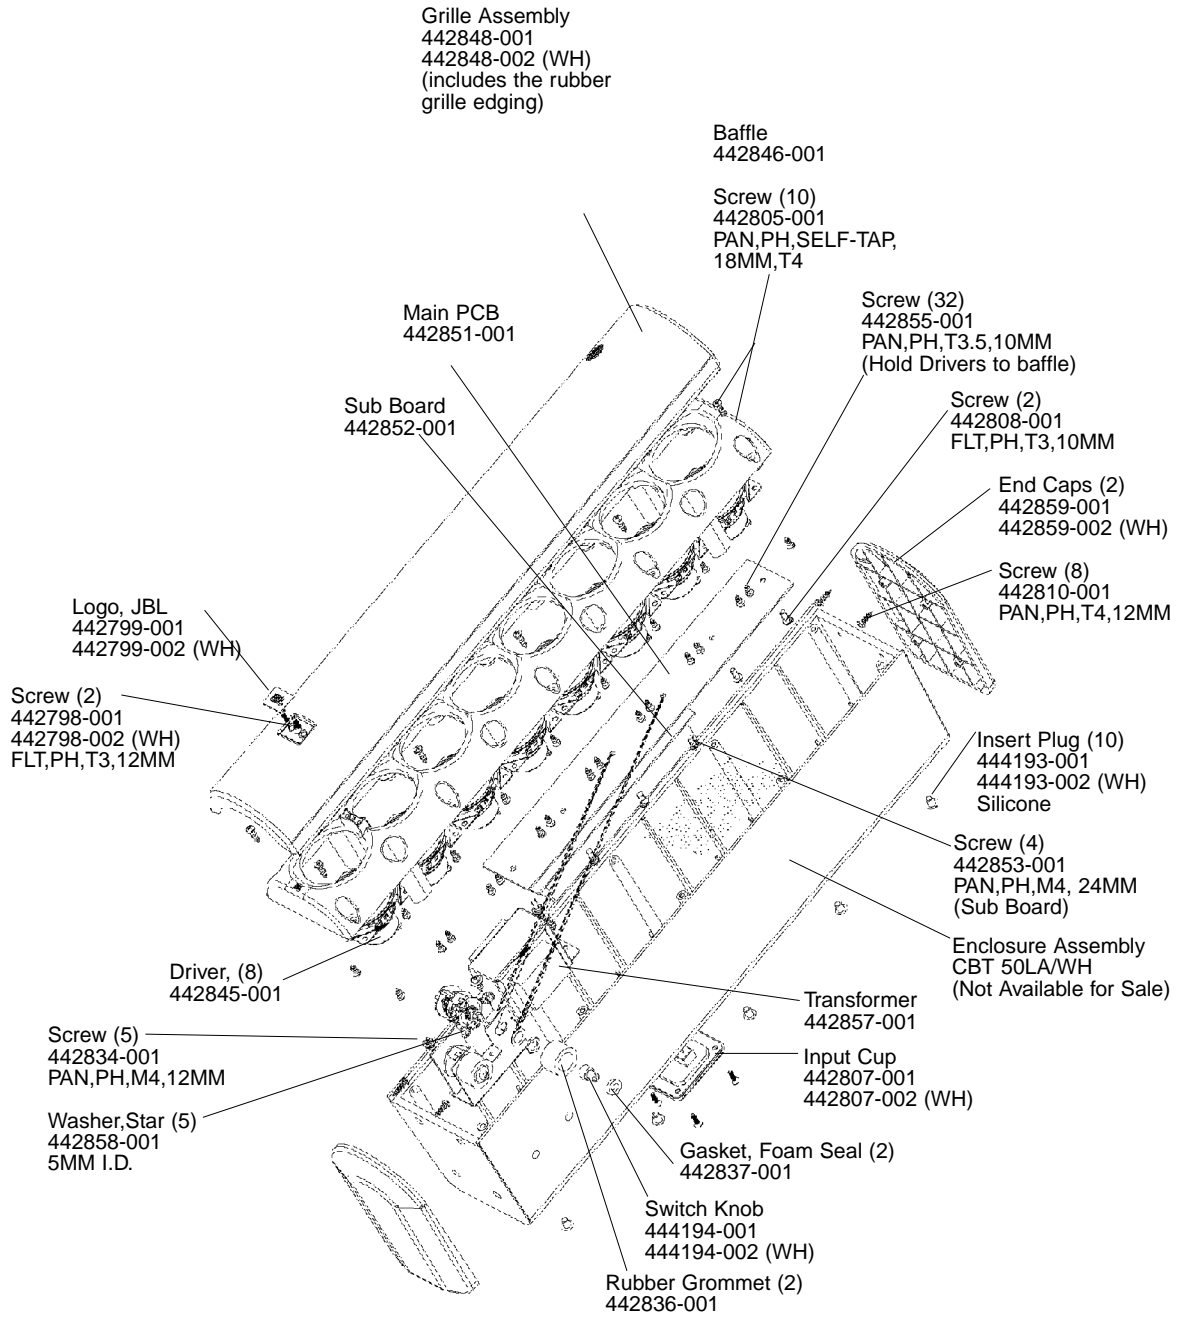 Grille Assembly
442848-001
442848-002 (WH)
(includes the rubber
grille edging)
Baffle
442846-001
Screw (10)
442805-001
PAN,PH,SELF-TAP,
18MM,T4
Main PCB
442851-001
Screw (32)
442855-001
PAN,PH,T3.5,10MM
(Hold Drivers to baffle)
Sub Board
442852-001
Screw (2)
442808-001
FLT,PH,T3,10MM
End Caps (2)
442859-001
442859-002 (WH)
Screw (8)
442810-001
PAN,PH,T4,12MM
Logo, JBL
442799-001
442799-002 (WH)
Screw (2)
442798-001
442798-002 (WH)
FLT,PH,T3,12MM
Insert Plug (10)
444193-001
444193-002 (WH)
Silicone
Screw (4)
442853-001
PAN,PH,M4, 24MM
(Sub Board)
Enclosure Assembly
CBT 50LA/WH
(Not Available for Sale)
Driver, (8)
442845-001
Transformer
442857-001
Screw (5)
442834-001
PAN,PH,M4,12MM
Input Cup
442807-001
442807-002 (WH)
Washer,Star (5)
442858-001
5MM I.D.
Gasket, Foam Seal (2)
442837-001
Switch Knob
444194-001
444194-002 (WH)
Rubber Grommet (2)
442836-001